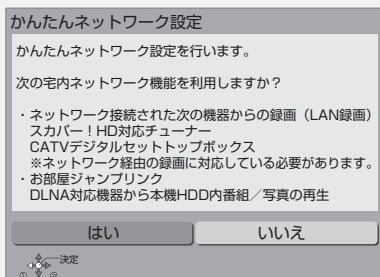 かんたんネットワーク設定
かんたんネットワーク設定を行います。
次の宅内ネットワーク機能を利用しますか？
・ネットワーク接続された次の機器からの録画（LAN録画）
スカパー！HD対応チューナー
CATVデジタルセットトップボックス
※ネットワーク経由の録画に対応している必要があります。
・お部屋ジャンプリンク
DLNA対応機器から本機HDD内番組／写真の再生
はい　いいえ
決定